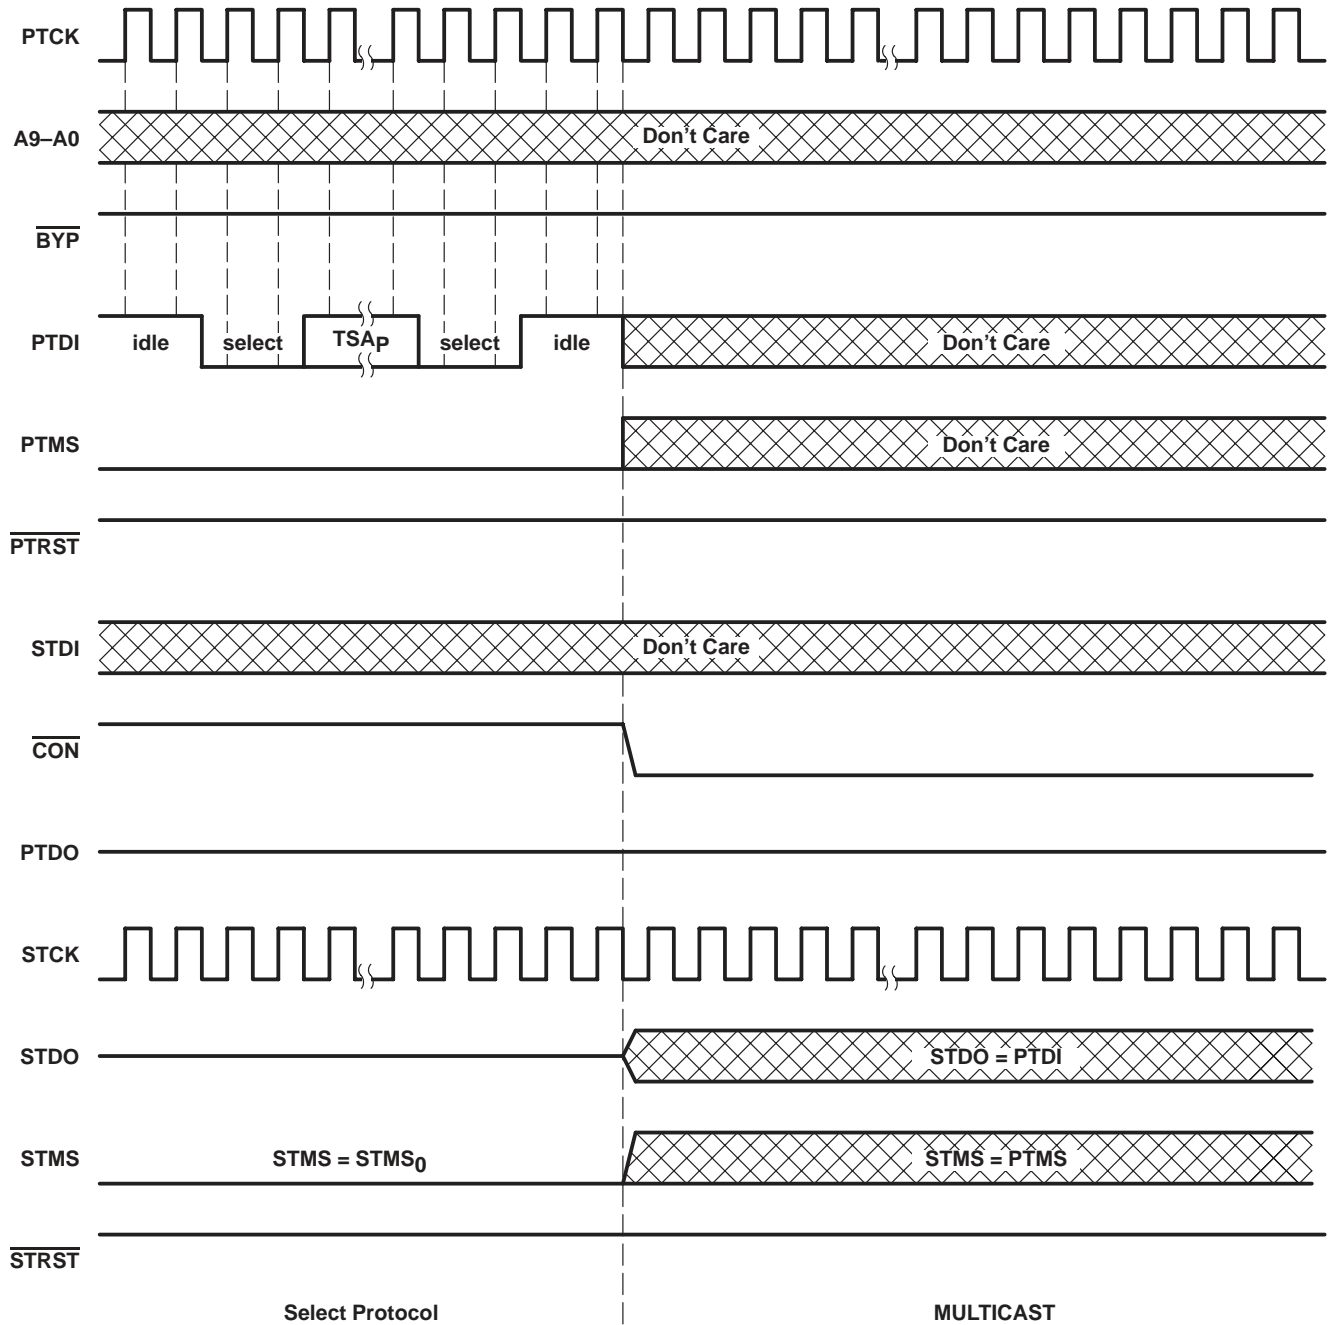 PTCK
A9–A0
Don't Care
BYP
PTDI
idle
select
TSAP
select
idle
Don't Care
PTMS
Don't Care
PTRST
STDI
Don't Care
CON
PTDO
STCK
STDO
STDO = PTDI
STMS
STMS = STMS0
STMS = PTMS
STRST
Select Protocol
MULTICAST